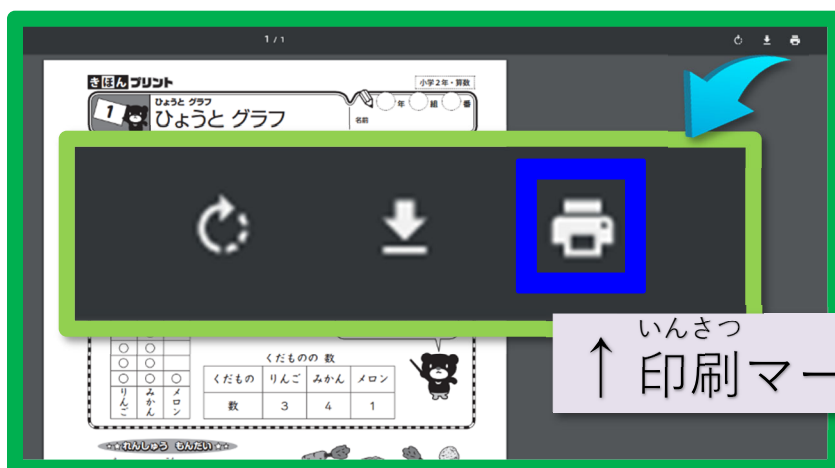 1 / 1
きほんプリント
小学2年・算数
1
ひょうと グラフ
ひょうと グラフ
年 組 番
名前
いんさつ
↑印刷マー
くだものの 数
くだもの りんご みかん メロン
数 3 4 1
りんご みかん メロン
れんしゅう もんだい